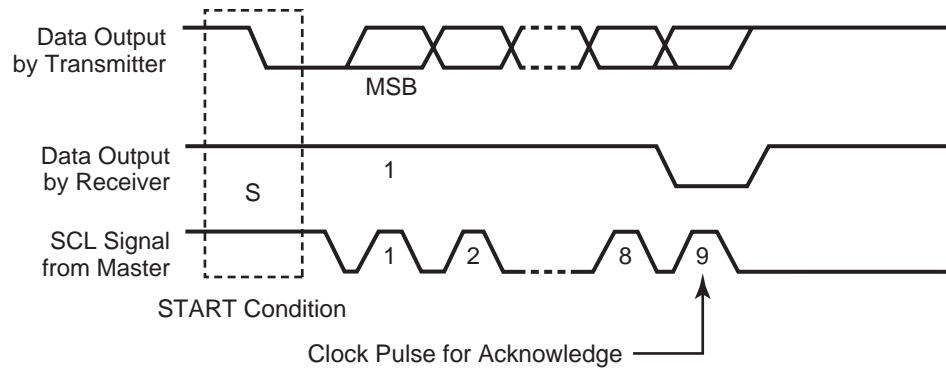 Data Output
by Transmitter
MSB
Data Output
by Receiver
1
S
SCL Signal
from Master
1
2
8
9
START Condition
Clock Pulse for Acknowledge